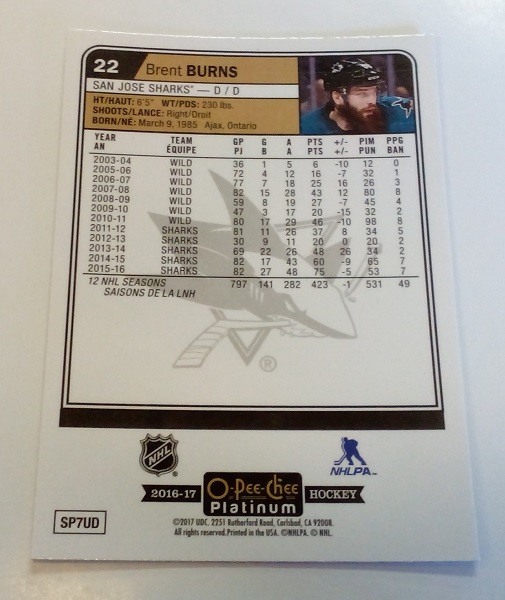 22 Brent BURNS
SAN JOSE SHARKS® — D / D
HT/HAUT: 6'5" WT/PDS: 230 lbs.
SHOOTS/LANCE: Right/Droit
BORN/NÉ: March 9, 1985 Ajax, Ontario
YEAR TEAM GP G A PTS +/- PIM PPG
AN ÉQUIPE PJ B A PTS +/- PUN BAN
2003-04 WILD 36 1 5 6 -10 12 0
2005-06 WILD 72 4 12 16 -7 32 1
2006-07 WILD 77 7 18 25 16 26 3
2007-08 WILD 82 15 28 43 12 80 8
2008-09 WILD 59 8 19 27 -7 45 4
2009-10 WILD 47 3 17 20 -15 32 2
2010-11 WILD 80 17 29 46 -10 98 8
2011-12 SHARKS 81 11 26 37 8 34 5
2012-13 SHARKS 30 9 11 20 0 20 2
2013-14 SHARKS 69 22 26 48 26 34 2
2014-15 SHARKS 82 17 43 60 -9 65 7
2015-16 SHARKS 82 27 48 75 -5 53 7
12 NHL SEASONS 797 141 282 423 -1 531 49
SAISONS DE LA LNH
®
NHL NHLPA™
2016-17 O-Pee-Chee HOCKEY
Platinum
SP7UD
©2017 UDC. 2251 Rutherford Road, Carlsbad, CA 92008.
All rights reserved. Printed in the USA. ©NHLPA. © NHL.